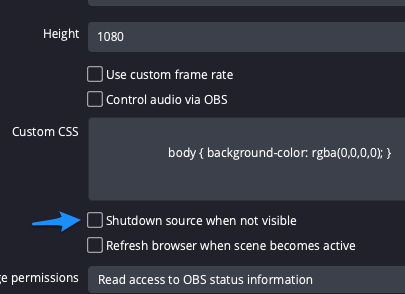 Height
1080
Use custom frame rate
Control audio via OBS
Custom CSS
body { background-color: rgba(0,0,0,0); }
Shutdown source when not visible
Refresh browser when scene becomes active
permissions
Read access to OBS status information